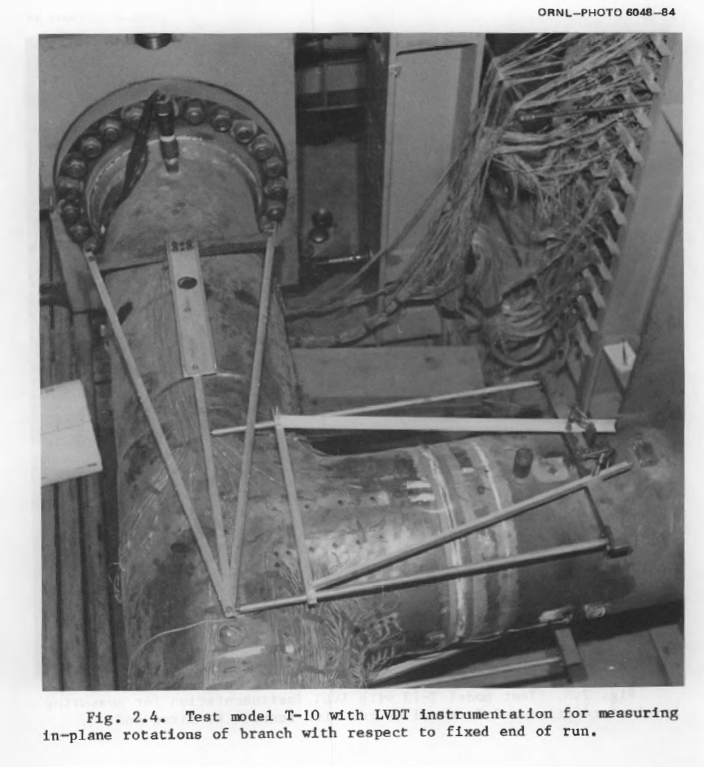 ORNL-PHOTO 6048-84
Fig. 2.4. Test model T-10 with LVDT instrumentation for measuring
in-plane rotations of branch with respect to fixed end of run.